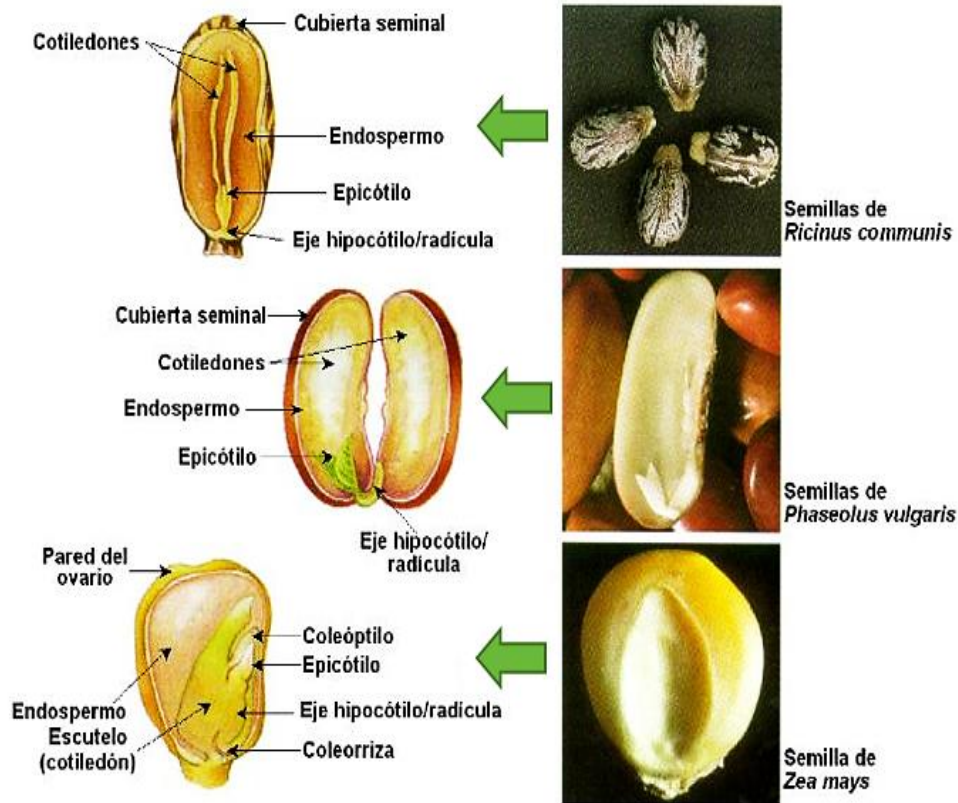 Cubierta seminal
Cotiledones
Endospermo
Epicótilo
Eje hipocótilo/radícula
Semillas de
Ricinus communis
Cubierta seminal
Cotiledones
Endospermo
Epicótilo
Eje hipocótilo/
radícula
Semillas de
Phaseolus vulgaris
Pared del
ovario
Coleóptilo
Epicótilo
Endospermo
Escutelo
(cotiledón)
Eje hipocótilo/radícula
Coleorriza
Semilla de
Zea mays